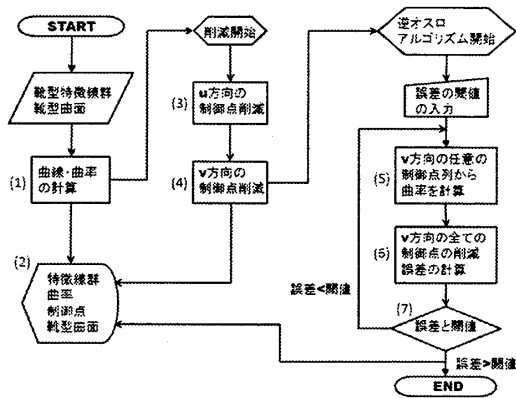 START
靴型特徴線群
靴型曲面
(1)
曲線・曲率
の計算
(2)
特徴線群
曲率
制御点
靴型曲面
削減開始
(3)
u方向の
制御点削減
(4)
v方向の
制御点削減
逆オスロ
アルゴリズム開始
誤差の閾値
の入力
(5)
v方向の任意の
制御点列から
曲率を計算
(6)
v方向の全ての
制御点の削減
誤差の計算
誤差<閾値
(7)
誤差と閾値
誤差>閾値
END